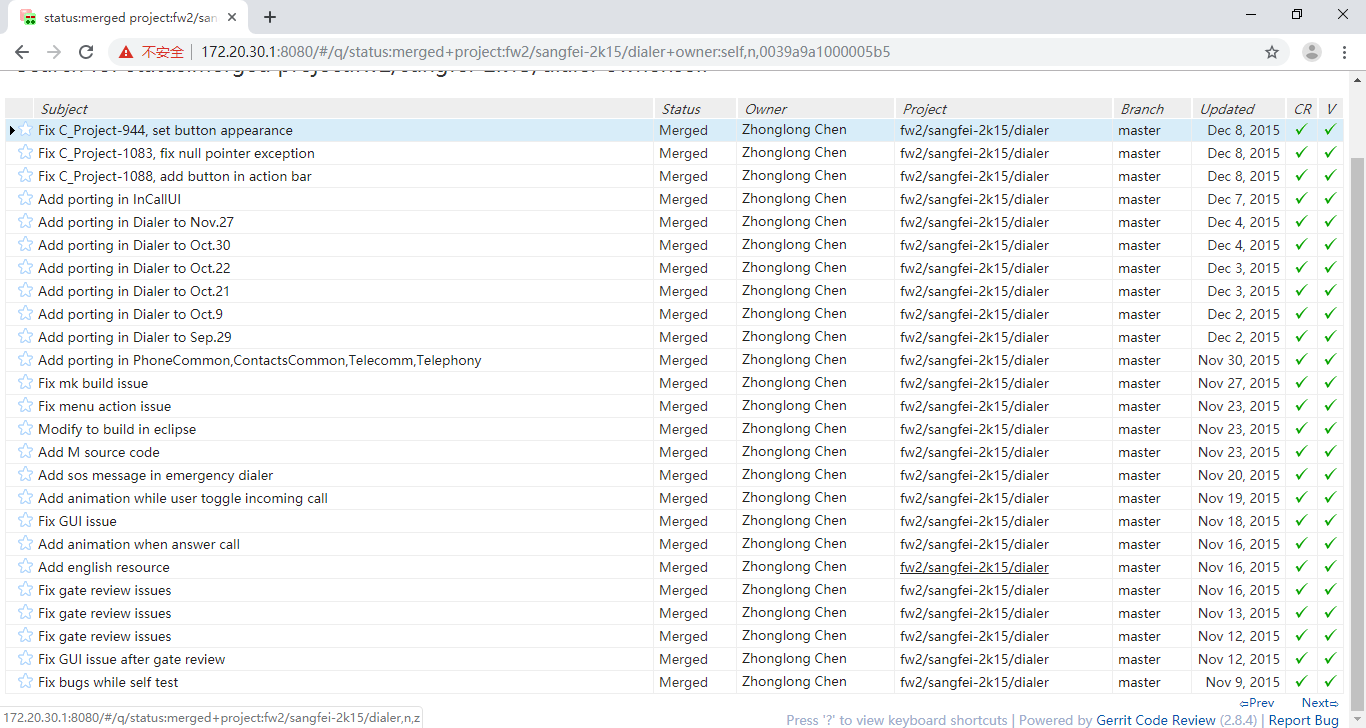 status:merged project:fw2/san
不安全 | 172.20.30.1:8080/#/q/status:merged+project:fw2/sangfei-2k15/dialer+owner:self,n,0039a9a1000005b5
Search for status:merged project:fw2/sangfei-2k15/dialer owner:self
Subject Status Owner Project Branch Updated CR V
Fix C_Project-944, set button appearance Merged Zhonglong Chen fw2/sangfei-2k15/dialer master Dec 8, 2015 ✓ ✓
Fix C_Project-1083, fix null pointer exception Merged Zhonglong Chen fw2/sangfei-2k15/dialer master Dec 8, 2015 ✓ ✓
Fix C_Project-1088, add button in action bar Merged Zhonglong Chen fw2/sangfei-2k15/dialer master Dec 8, 2015 ✓ ✓
Add porting in InCallUI Merged Zhonglong Chen fw2/sangfei-2k15/dialer master Dec 7, 2015 ✓ ✓
Add porting in Dialer to Nov.27 Merged Zhonglong Chen fw2/sangfei-2k15/dialer master Dec 4, 2015 ✓ ✓
Add porting in Dialer to Oct.30 Merged Zhonglong Chen fw2/sangfei-2k15/dialer master Dec 4, 2015 ✓ ✓
Add porting in Dialer to Oct.22 Merged Zhonglong Chen fw2/sangfei-2k15/dialer master Dec 3, 2015 ✓ ✓
Add porting in Dialer to Oct.21 Merged Zhonglong Chen fw2/sangfei-2k15/dialer master Dec 3, 2015 ✓ ✓
Add porting in Dialer to Oct.9 Merged Zhonglong Chen fw2/sangfei-2k15/dialer master Dec 2, 2015 ✓ ✓
Add porting in Dialer to Sep.29 Merged Zhonglong Chen fw2/sangfei-2k15/dialer master Dec 2, 2015 ✓ ✓
Add porting in PhoneCommon,ContactsCommon,Telecomm,Telephony Merged Zhonglong Chen fw2/sangfei-2k15/dialer master Nov 30, 2015 ✓ ✓
Fix mk build issue Merged Zhonglong Chen fw2/sangfei-2k15/dialer master Nov 27, 2015 ✓ ✓
Fix menu action issue Merged Zhonglong Chen fw2/sangfei-2k15/dialer master Nov 23, 2015 ✓ ✓
Modify to build in eclipse Merged Zhonglong Chen fw2/sangfei-2k15/dialer master Nov 23, 2015 ✓ ✓
Add M source code Merged Zhonglong Chen fw2/sangfei-2k15/dialer master Nov 23, 2015 ✓ ✓
Add sos message in emergency dialer Merged Zhonglong Chen fw2/sangfei-2k15/dialer master Nov 20, 2015 ✓ ✓
Add animation while user toggle incoming call Merged Zhonglong Chen fw2/sangfei-2k15/dialer master Nov 19, 2015 ✓ ✓
Fix GUI issue Merged Zhonglong Chen fw2/sangfei-2k15/dialer master Nov 18, 2015 ✓ ✓
Add animation when answer call Merged Zhonglong Chen fw2/sangfei-2k15/dialer master Nov 16, 2015 ✓ ✓
Add english resource Merged Zhonglong Chen fw2/sangfei-2k15/dialer master Nov 16, 2015 ✓ ✓
Fix gate review issues Merged Zhonglong Chen fw2/sangfei-2k15/dialer master Nov 16, 2015 ✓ ✓
Fix gate review issues Merged Zhonglong Chen fw2/sangfei-2k15/dialer master Nov 13, 2015 ✓ ✓
Fix gate review issues Merged Zhonglong Chen fw2/sangfei-2k15/dialer master Nov 12, 2015 ✓ ✓
Fix GUI issue after gate review Merged Zhonglong Chen fw2/sangfei-2k15/dialer master Nov 12, 2015 ✓ ✓
Fix bugs while self test Merged Zhonglong Chen fw2/sangfei-2k15/dialer master Nov 9, 2015 ✓ ✓
⇦Prev Next⇨
172.20.30.1:8080/#/q/status:merged+project:fw2/sangfei-2k15/dialer,n,z
Press '?' to view keyboard shortcuts | Powered by Gerrit Code Review (2.8.4) | Report Bug